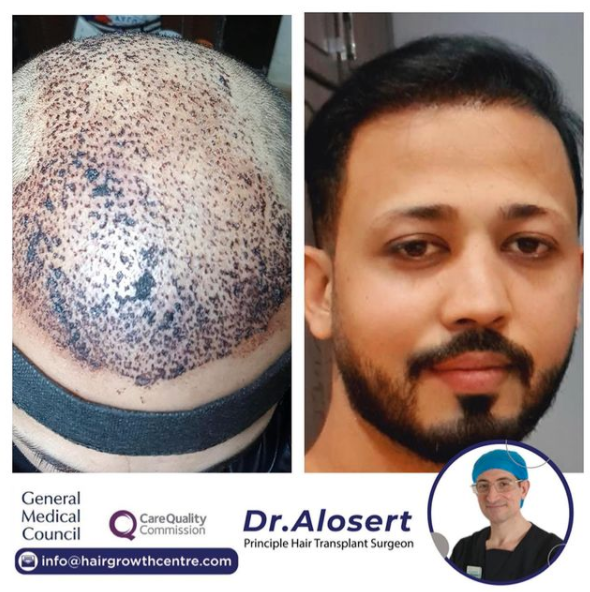 General
Medical
Council
CareQuality
Commission
Dr.Alosert
Principle Hair Transplant Surgeon
info@hairgrowthcentre.com